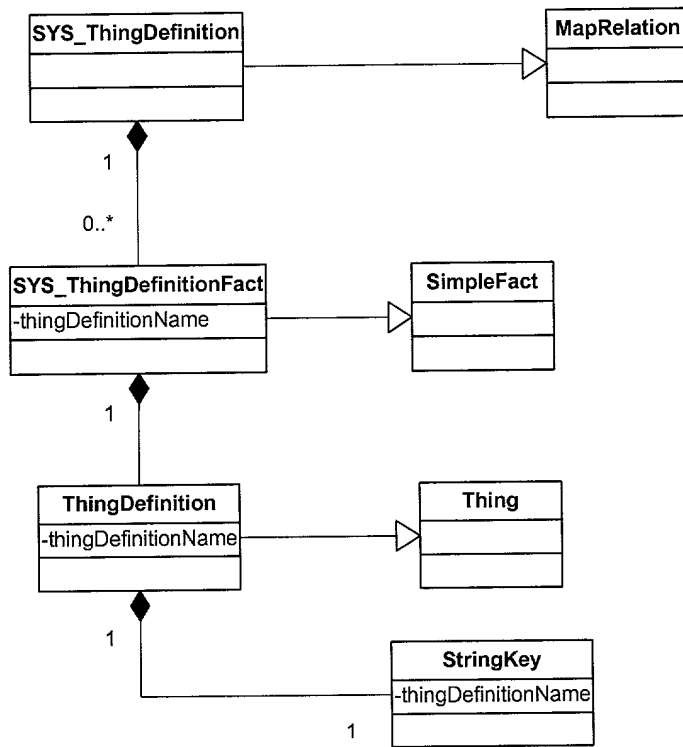 SYS_ThingDefinition
MapRelation
1
0..*
SYS_ThingDefinitionFact
-thingDefinitionName
SimpleFact
1
ThingDefinition
-thingDefinitionName
Thing
1
StringKey
-thingDefinitionName
1